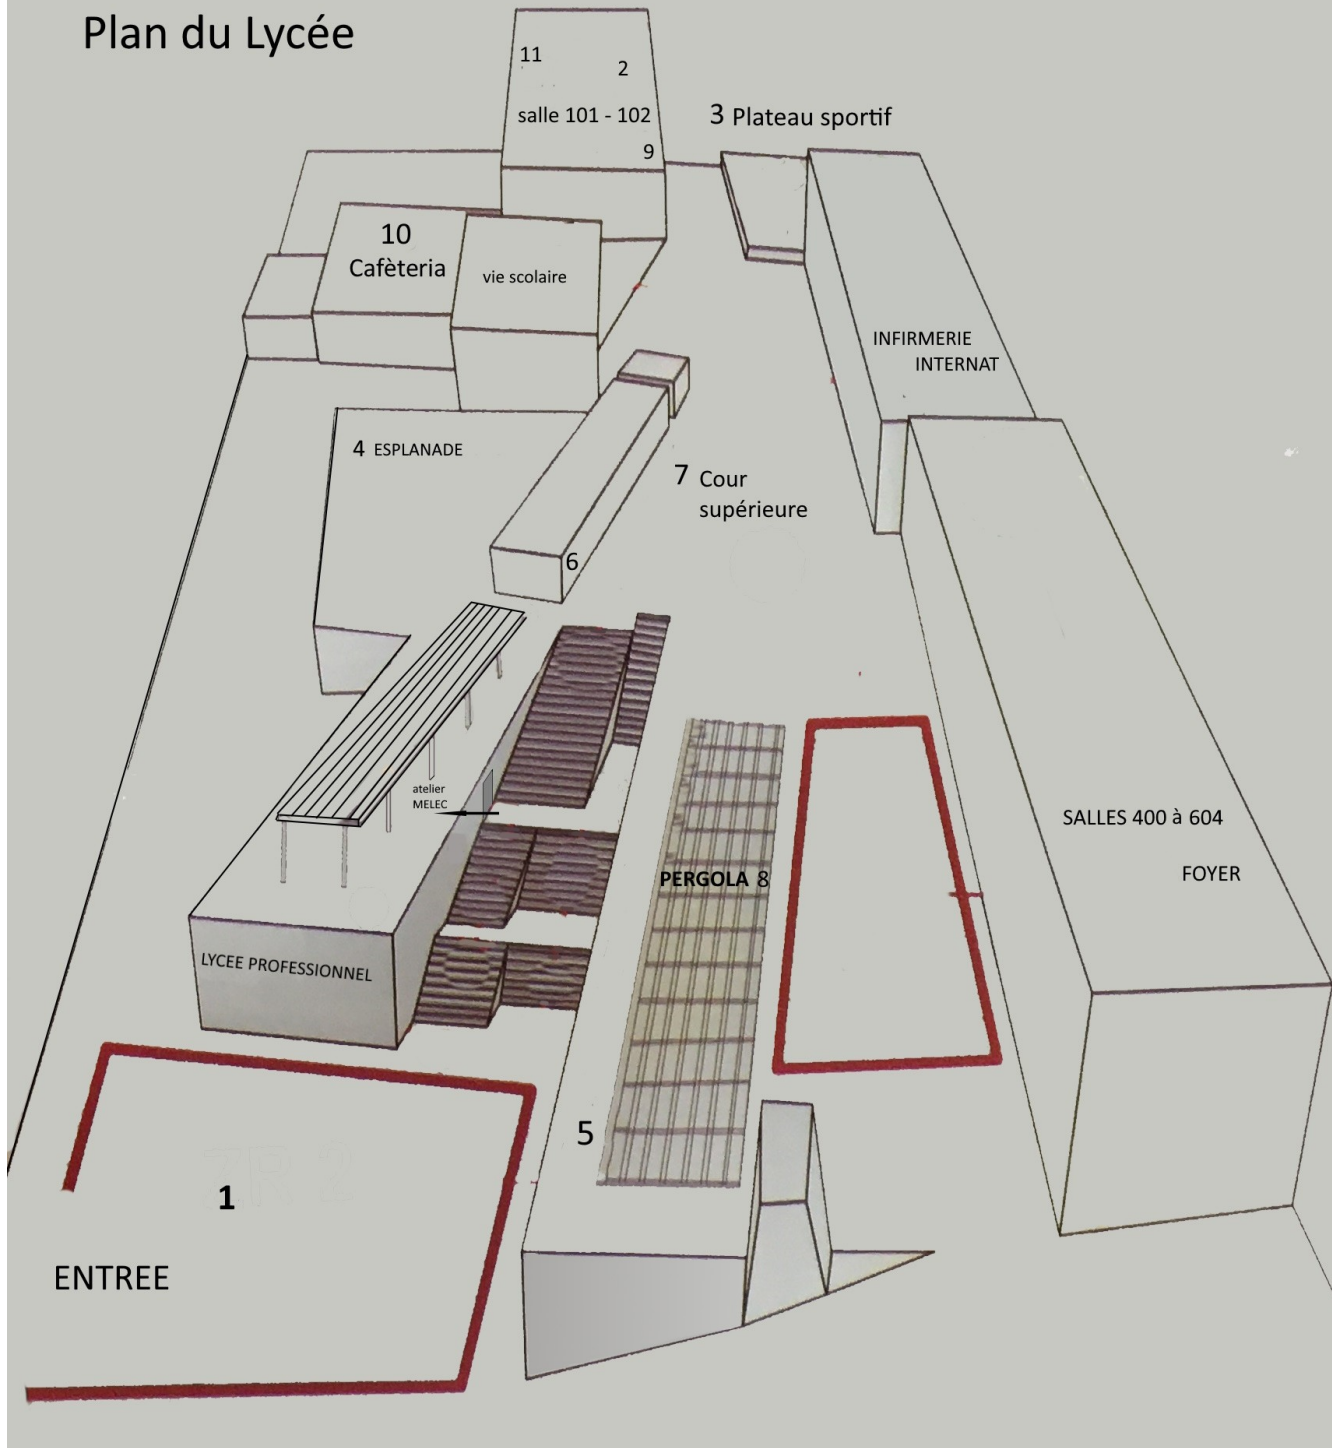 Plan du Lycée
11
2
salle 101 - 102
9
3 Plateau sportif
10
Cafèteria
vie scolaire
INFIRMERIE
INTERNAT
4 ESPLANADE
7 Cour
supérieure
6
atelier
MELEC
SALLES 400 à 604
FOYER
PERGOLA 8
LYCEE PROFESSIONNEL
5
1
ENTREE